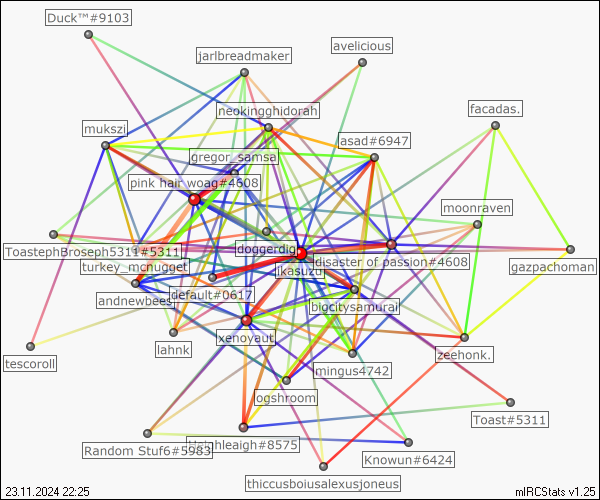 Duck™#9103
avelicious
jarlbreadmaker
neokingghidorah
facadas.
mukszi
asad#6947
gregor_samsa
pink hair woag#4608
moonraven
ToastephBroseph5311#5311
doggerdig
disaster of passion#4608
turkey_mcnugget
jkasuzu
gazpachoman
andnewbees
default#0617
bigcitysamurai
xenoyaut
lahnk
zeehonk.
tescoroll
mingus4742
ogshroom
Toast#5311
Random Stuf6#5983
#8575
Knowun#6424
thiccusboiusalexusjoneus
23.11.2024 22:25
mIRCStats v1.25